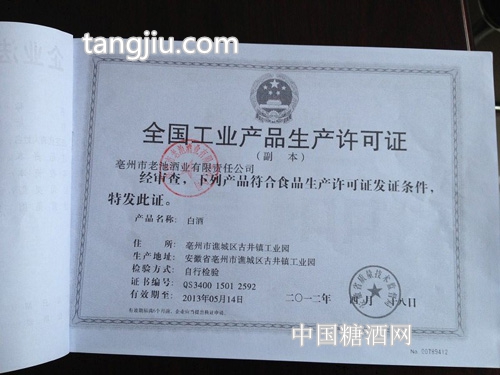 tangjiu.com
企业法
全国工业产品生产许可证
（副 本）
亳州市老池酒业有限责任公司
经审查，下列产品符合食品生产许可证发证条件，
特发此证。
产品名称： 白酒
住 所： 亳州市谯城区古井镇工业园
生产地址： 安徽省亳州市谯城区古井镇工业园
检验方式： 自行检验
证书编号： QS3400 1501 2592
有效期至： 2013年05月14日
二〇一二年 四月 十八日
中国糖酒网